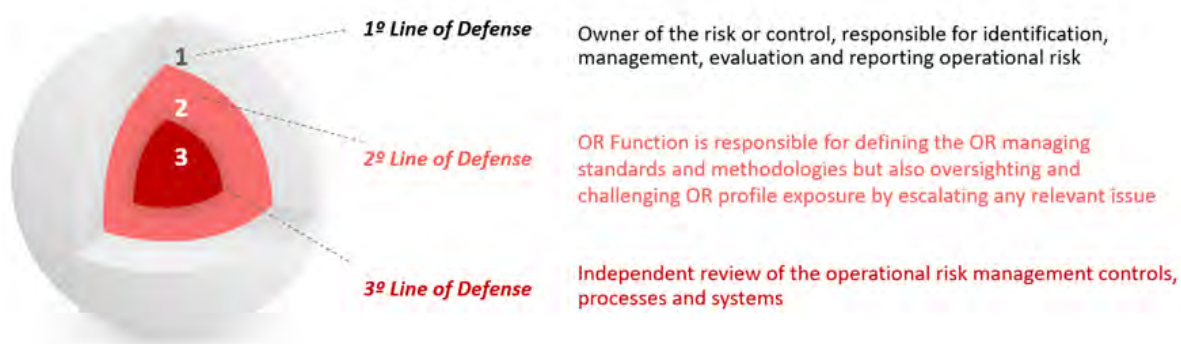 1
2
3
1º Line of Defense
Owner of the risk or control, responsible for identification,
management, evaluation and reporting operational risk
2º Line of Defense
OR Function is responsible for defining the OR managing
standards and methodologies but also oversighting and
challenging OR profile exposure by escalating any relevant issue
3º Line of Defense
Independent review of the operational risk management controls,
processes and systems